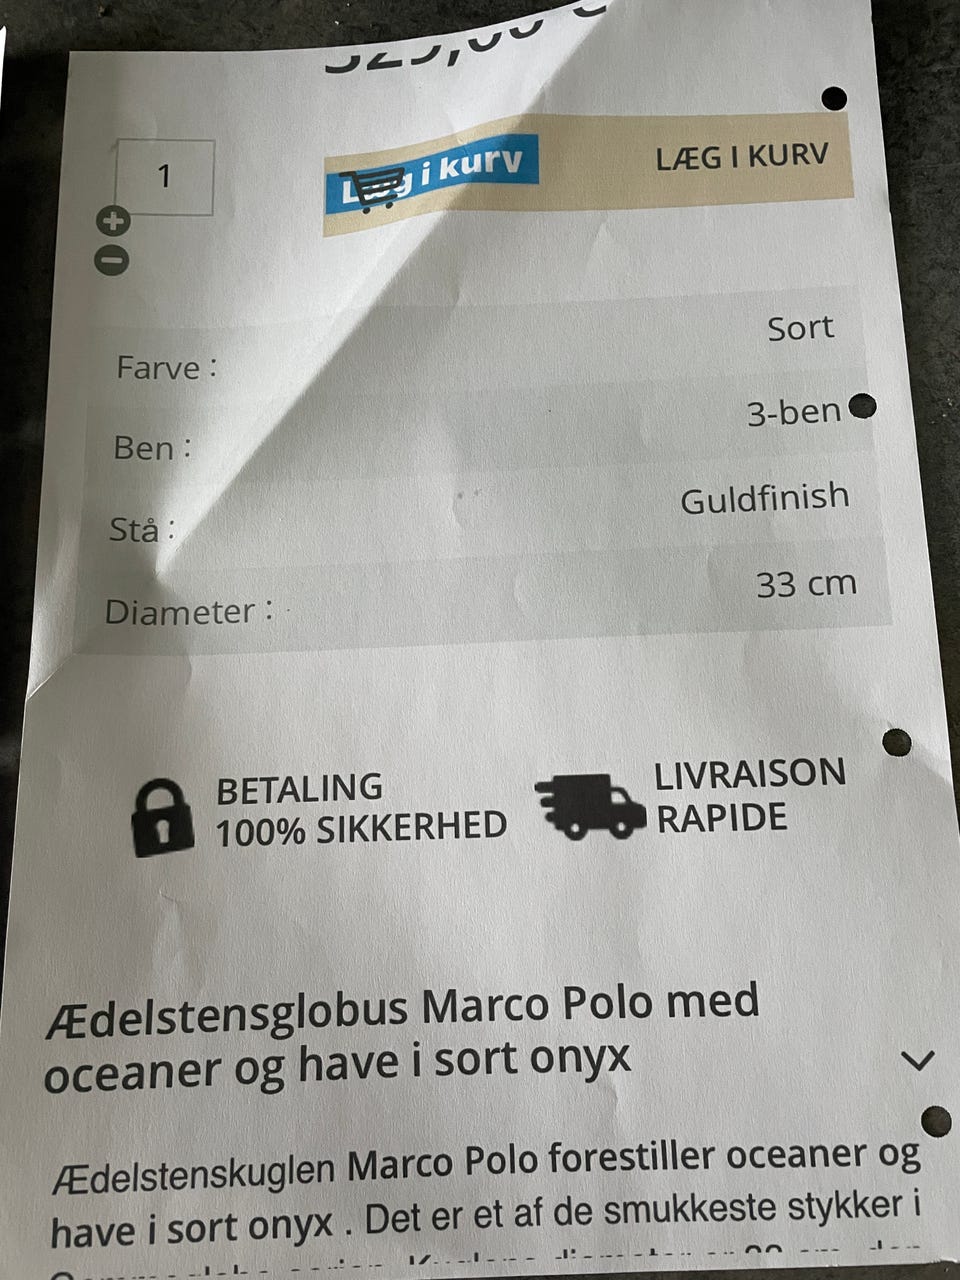 1
Læg i kurv
LÆG I KURV
Farve :
Sort
Ben :
3-ben
Stå :
Guldfinish
Diameter :
33 cm
BETALING
100% SIKKERHED
LIVRAISON
RAPIDE
Ædelstensglobus Marco Polo med
oceaner og have i sort onyx
Ædelstenskuglen Marco Polo forestiller oceaner og
have i sort onyx . Det er et af de smukkeste stykker i